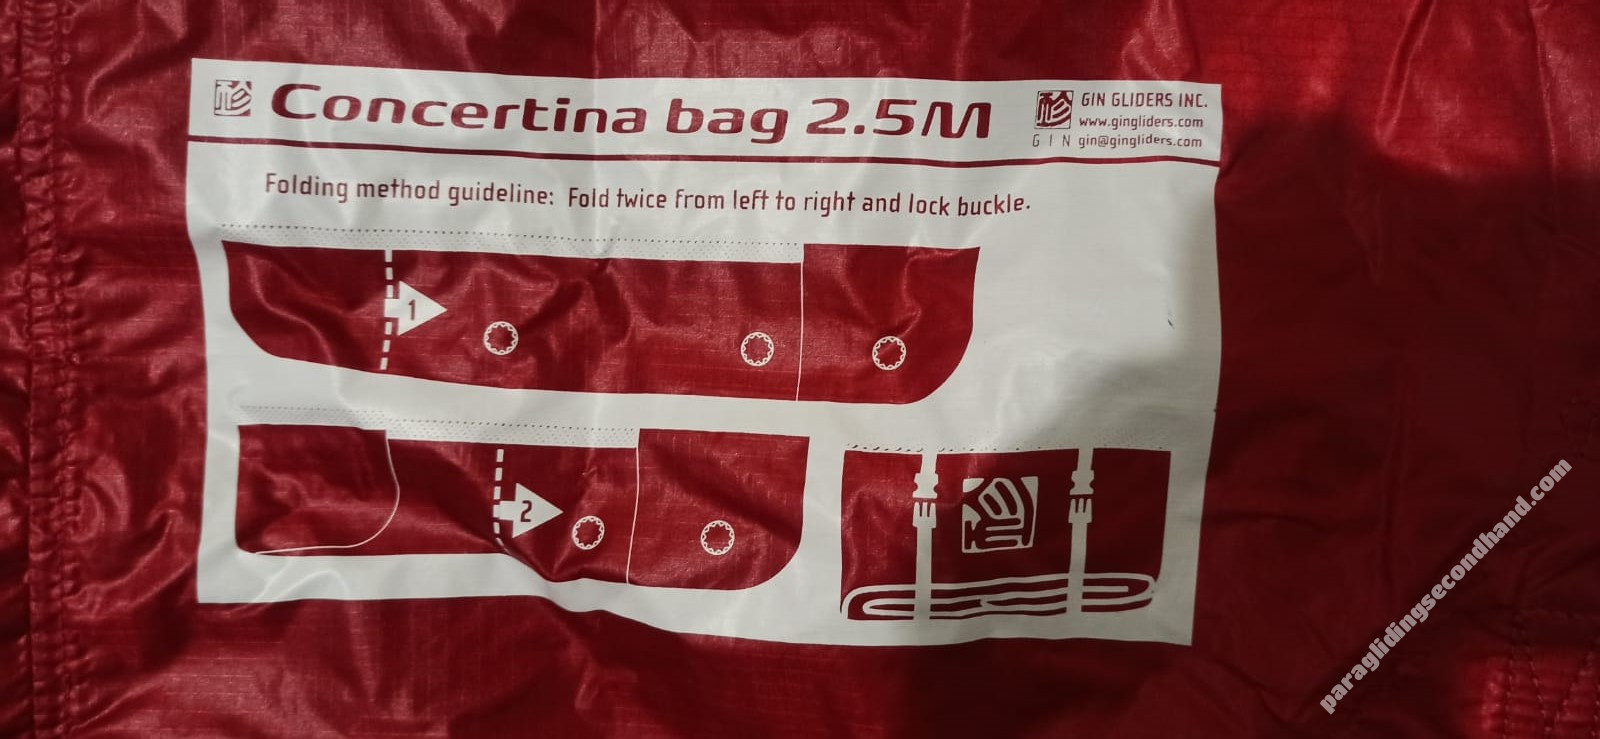 Concertina bag 2.5M
GIN GLIDERS INC.
www.gingliders.com
GIN gin@gingliders.com
Folding method guideline: Fold twice from left to right and lock buckle.
1
2
paraglidingsecondhand.com